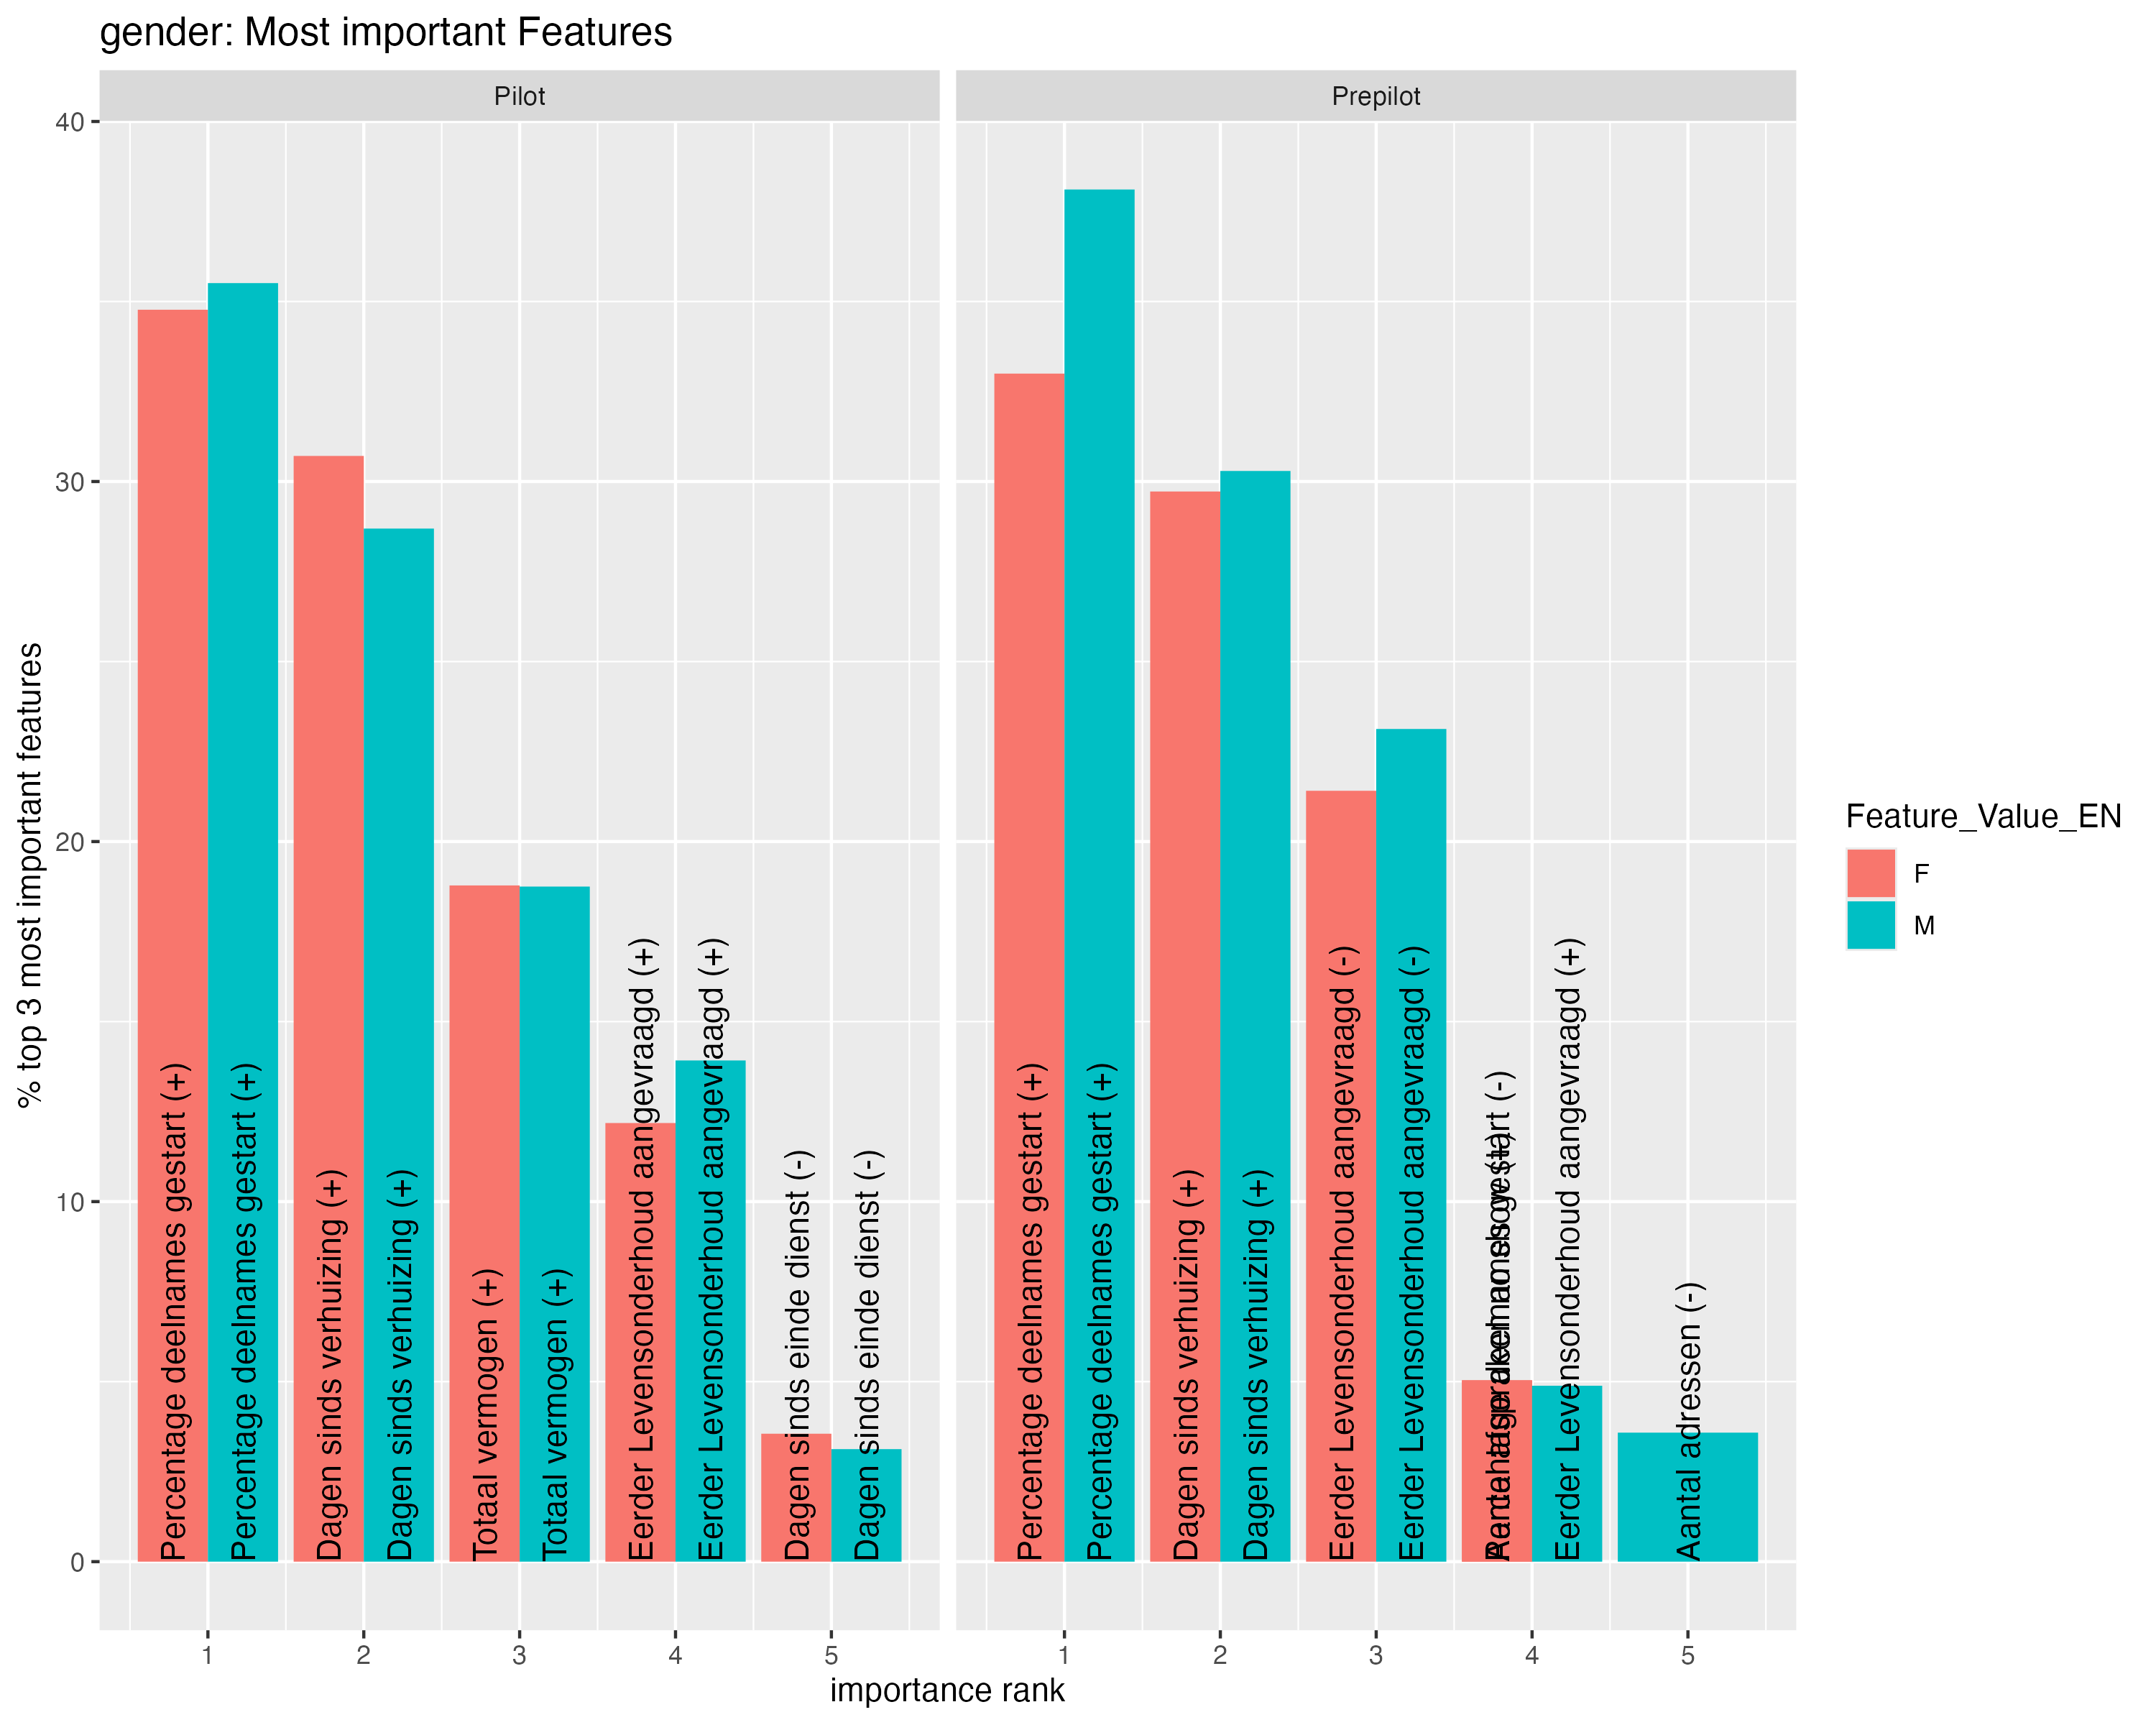 gender: Most important Features
Pilot
Prepilot
% top 3 most important features
40
30
20
10
0
Percentage deelnames gestart (+)
Percentage deelnames gestart (+)
Dagen sinds verhuizing (+)
Dagen sinds verhuizing (+)
Totaal vermogen (+)
Totaal vermogen (+)
Eerder Levensonderhoud aangevraagd (+)
Eerder Levensonderhoud aangevraagd (+)
Dagen sinds einde dienst (-)
Dagen sinds einde dienst (-)
Percentage deelnames gestart (+)
Percentage deelnames gestart (+)
Dagen sinds verhuizing (+)
Dagen sinds verhuizing (+)
Eerder Levensonderhoud aangevraagd (-)
Eerder Levensonderhoud aangevraagd (-)
Eerder Levensonderhoud aangevraagd (+)
Aantal adressen (-)
1
2
3
4
5
1
2
3
4
5
importance rank
Feature_Value_EN
F
M